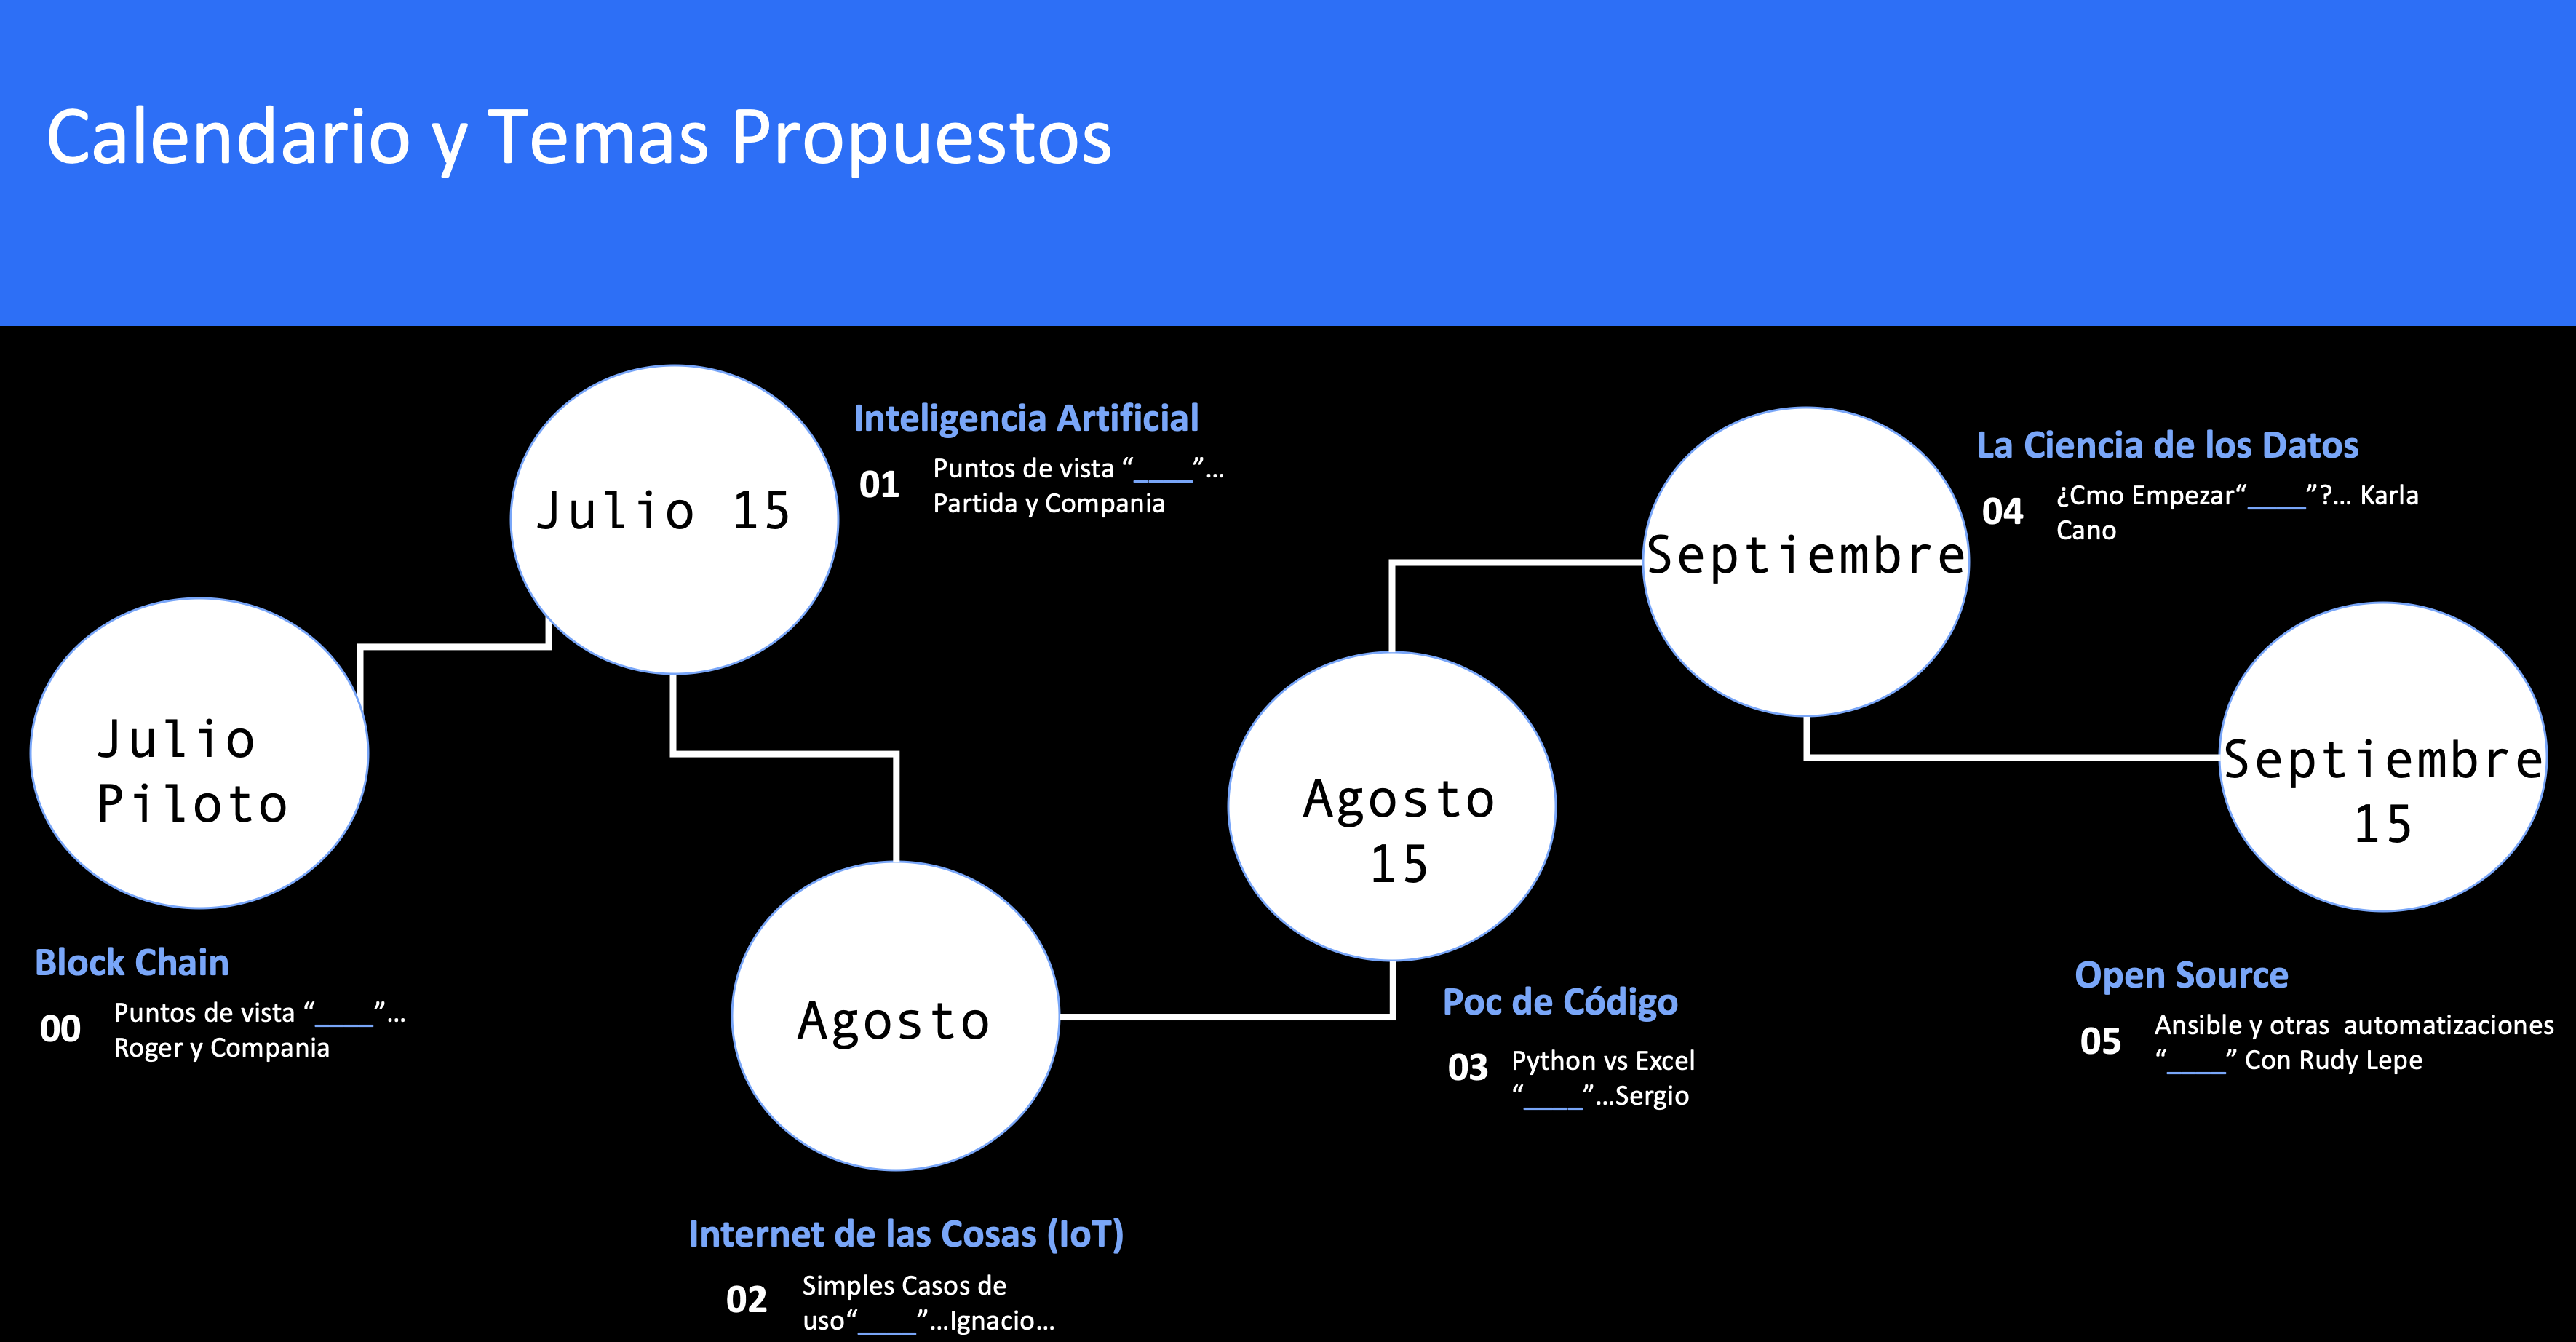 Calendario y Temas Propuestos
Julio
Piloto
Block Chain
00
Puntos de vista “____”...
Roger y Compania
Julio 15
Inteligencia Artificial
01
Puntos de vista “____”...
Partida y Compania
Agosto
Internet de las Cosas (IoT)
02
Simples Casos de
uso“____”...Ignacio...
Agosto
15
Poc de Código
03
Python vs Excel
“____”...Sergio
Septiembre
La Ciencia de los Datos
04
¿Cmo Empezar“____”?... Karla
Cano
Septiembre
15
Open Source
05
Ansible y otras  automatizaciones
“____” Con Rudy Lepe